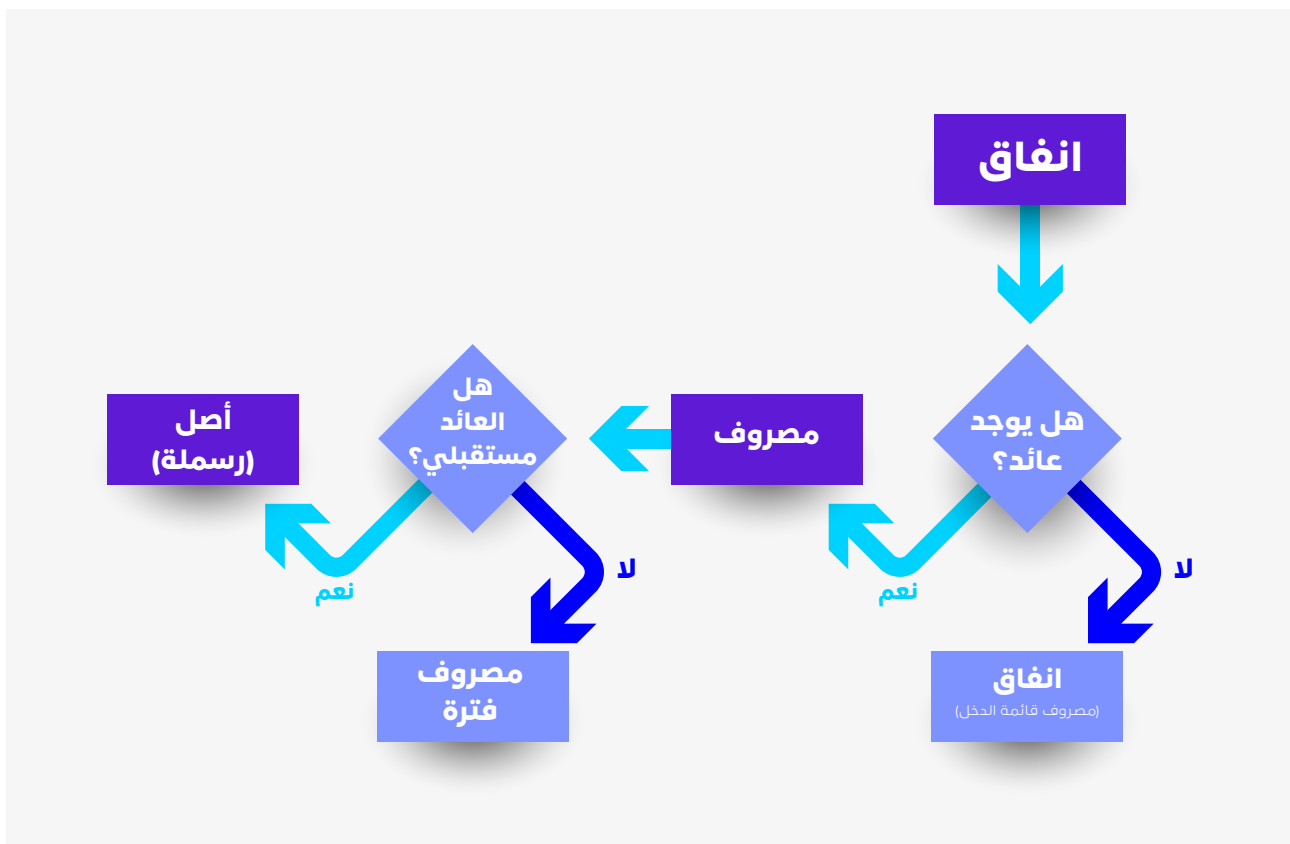 انفاق
هل يوجد
عائد؟
لا
نعم
انفاق
(مصروف قائمة الدخل)
مصروف
هل
العائد
مستقبلي؟
لا
نعم
مصروف
فترة
أصل
(رسملة)